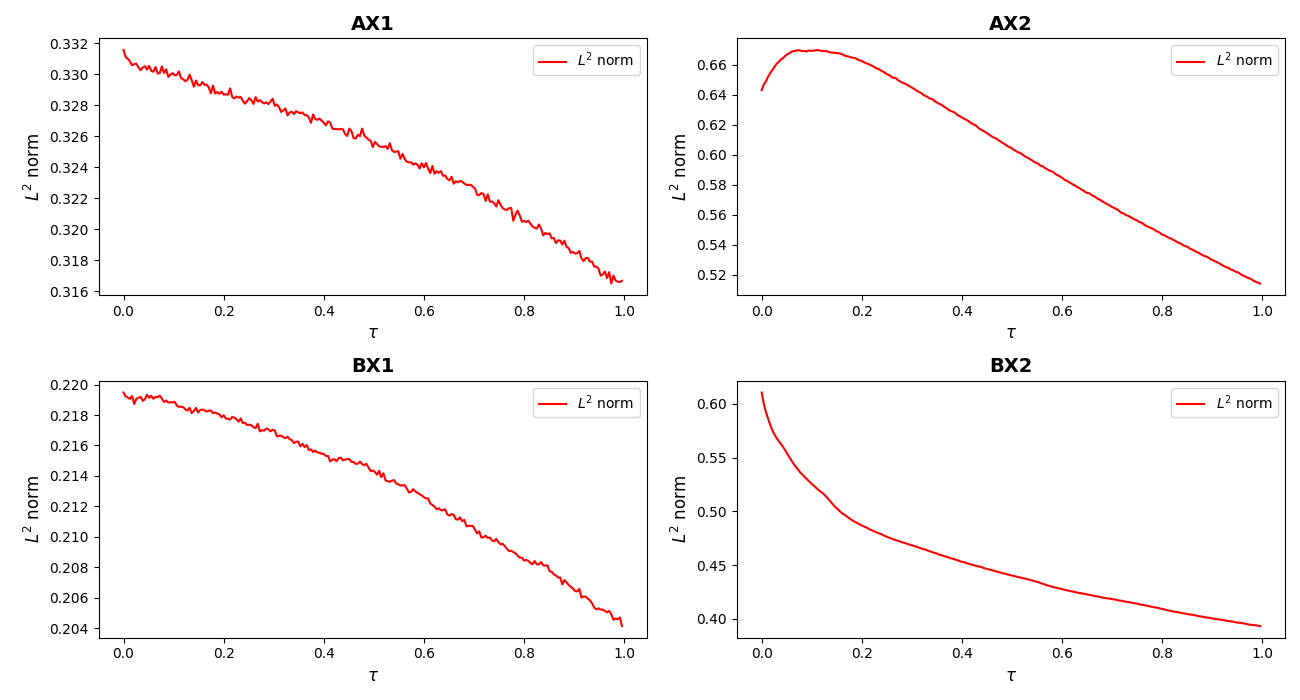 AX1
L² norm
0.332
0.330
0.328
0.326
0.324
0.322
0.320
0.318
0.316
L² norm
0.0 0.2 0.4 0.6 0.8 1.0
τ
AX2
L² norm
0.66
0.64
0.62
0.60
0.58
0.56
0.54
0.52
L² norm
0.0 0.2 0.4 0.6 0.8 1.0
τ
BX1
L² norm
0.220
0.218
0.216
0.214
0.212
0.210
0.208
0.206
0.204
L² norm
0.0 0.2 0.4 0.6 0.8 1.0
τ
BX2
L² norm
0.60
0.55
0.50
0.45
0.40
L² norm
0.0 0.2 0.4 0.6 0.8 1.0
τ